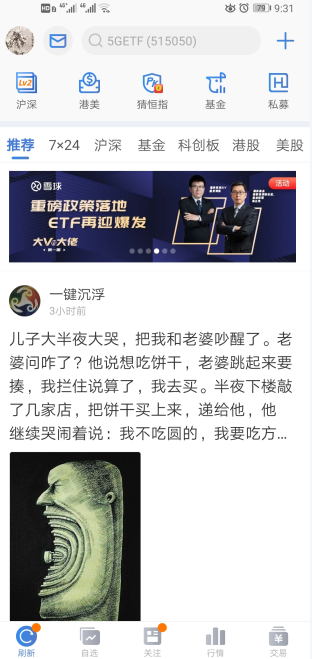 HD 4G 4G 79 9:31
5GETF (515050)
Lv2
沪深 港美 猜恒指 基金 私募
推荐 7×24 沪深 基金 科创板 港股 美股
雪球
活动
重磅政策落地
ETF再迎爆发
大V大佬
一键沉浮
3小时前
儿子大半夜大哭，把我和老婆吵醒了。老
婆问咋了？他说想吃饼干，老婆跳起来要
揍，我拦住说算了，我去买。半夜下楼敲
了几家店，把饼干买上来，递给他，他
继续哭闹着说：我不吃圆的，我要吃方...
刷新 自选 关注 行情 交易